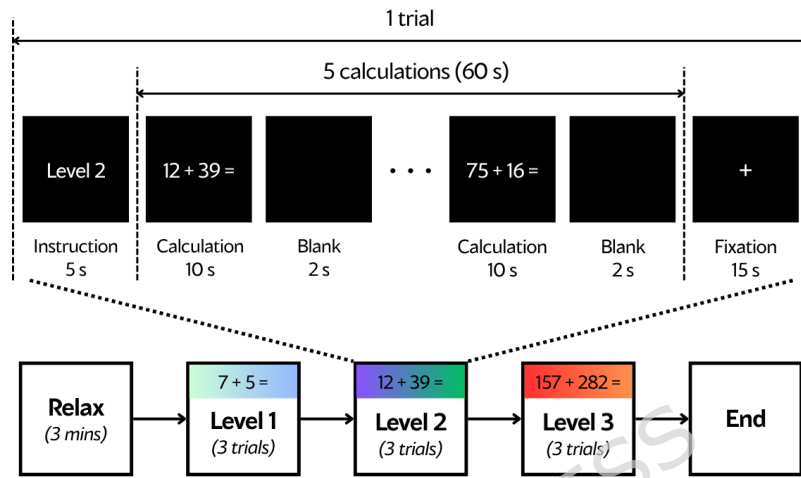 1 trial
5 calculations (60 s)
Level 2
12 + 39 =
• • •
75 + 16 =
+
Instruction
5 s
Calculation
10 s
Blank
2 s
Calculation
10 s
Blank
2 s
Fixation
15 s
7 + 5 =
12 + 39 =
157 + 282 =
Relax
(3 mins)
Level 1
(3 trials)
Level 2
(3 trials)
Level 3
(3 trials)
End